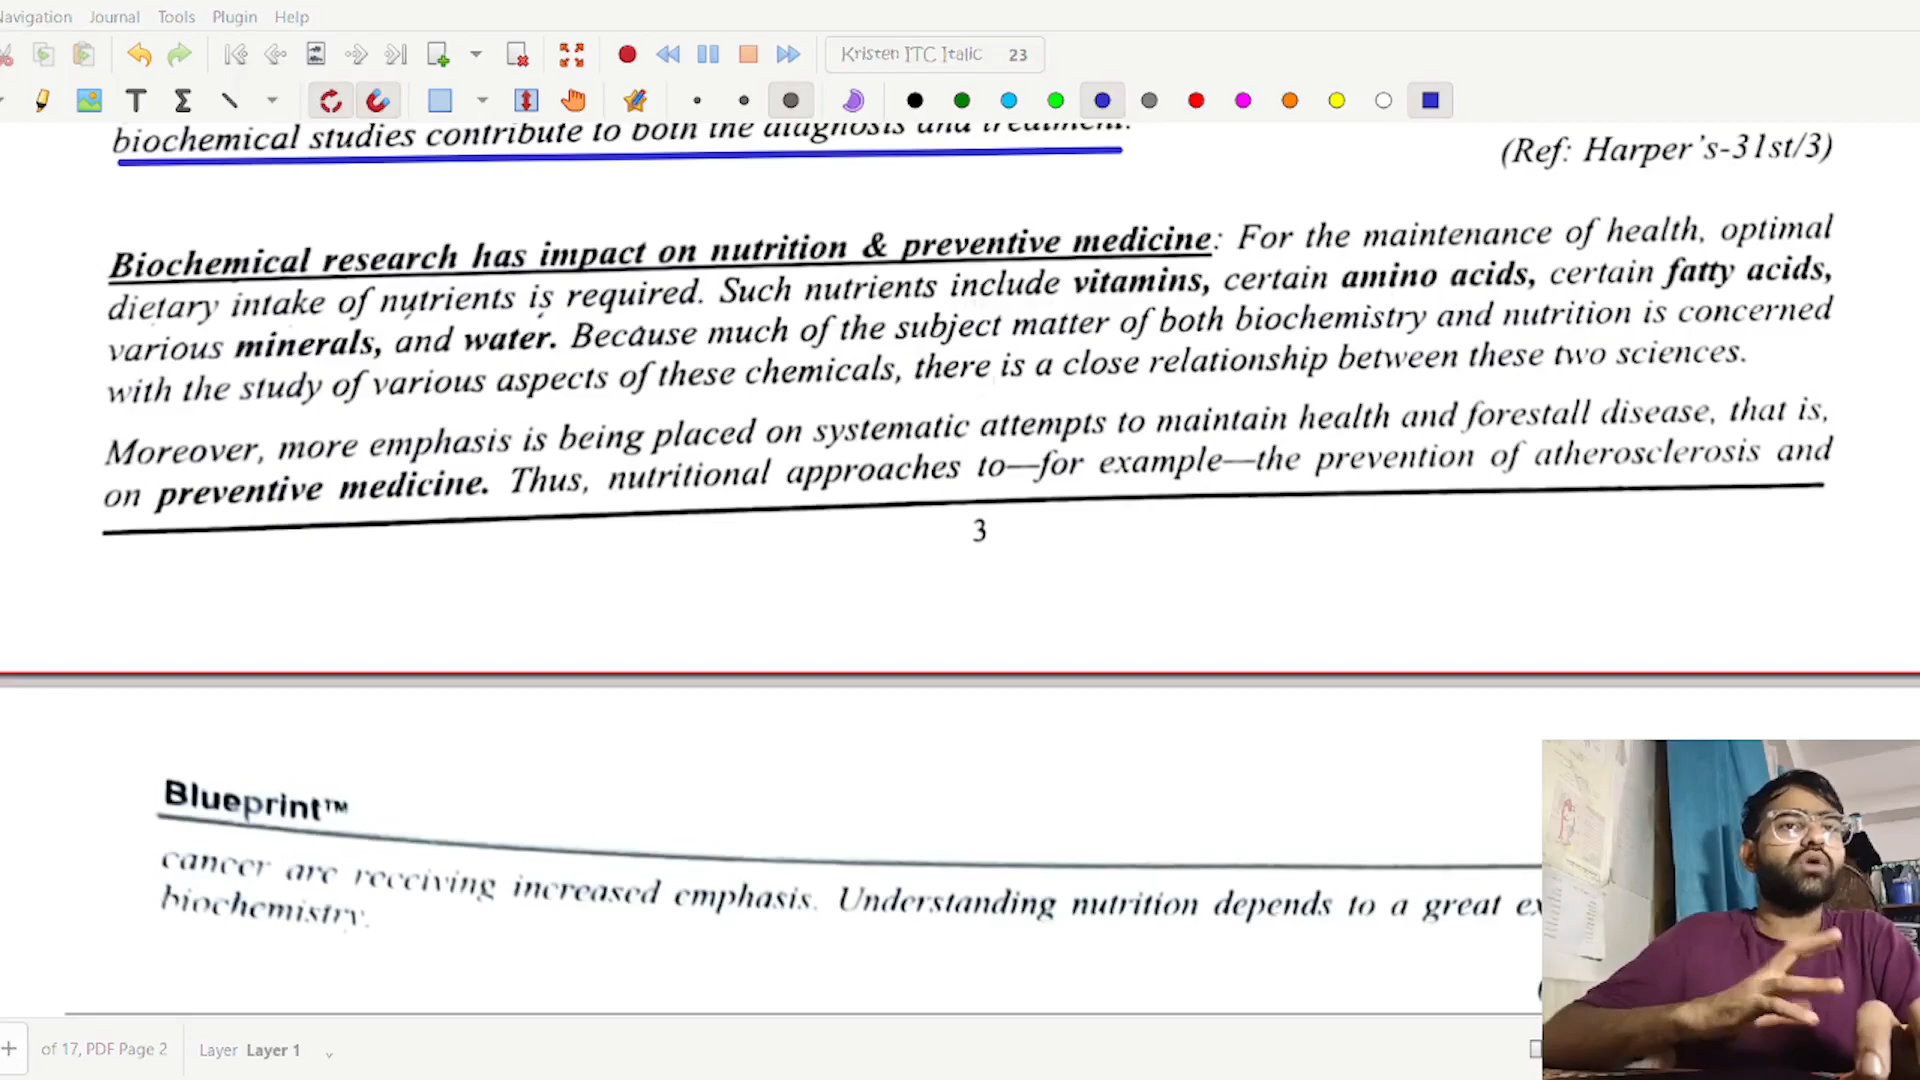 Navigation Journal Tools Plugin Help
Kristen ITC Italic 23
T Σ
biochemical studies contribute to both the diagnosis and treatment.
(Ref: Harper's-31st/3)
Biochemical research has impact on nutrition & preventive medicine: For the maintenance of health, optimal
dietary intake of nutrients is required. Such nutrients include vitamins, certain amino acids, certain fatty acids,
various minerals, and water. Because much of the subject matter of both biochemistry and nutrition is concerned
with the study of various aspects of these chemicals, there is a close relationship between these two sciences.
Moreover, more emphasis is being placed on systematic attempts to maintain health and forestall disease, that is,
on preventive medicine. Thus, nutritional approaches to—for example—the prevention of atherosclerosis and
3
Blueprint™
cancer are receiving increased emphasis. Understanding nutrition depends to a great
biochemistry.
of 17, PDF Page 2 Layer Layer 1